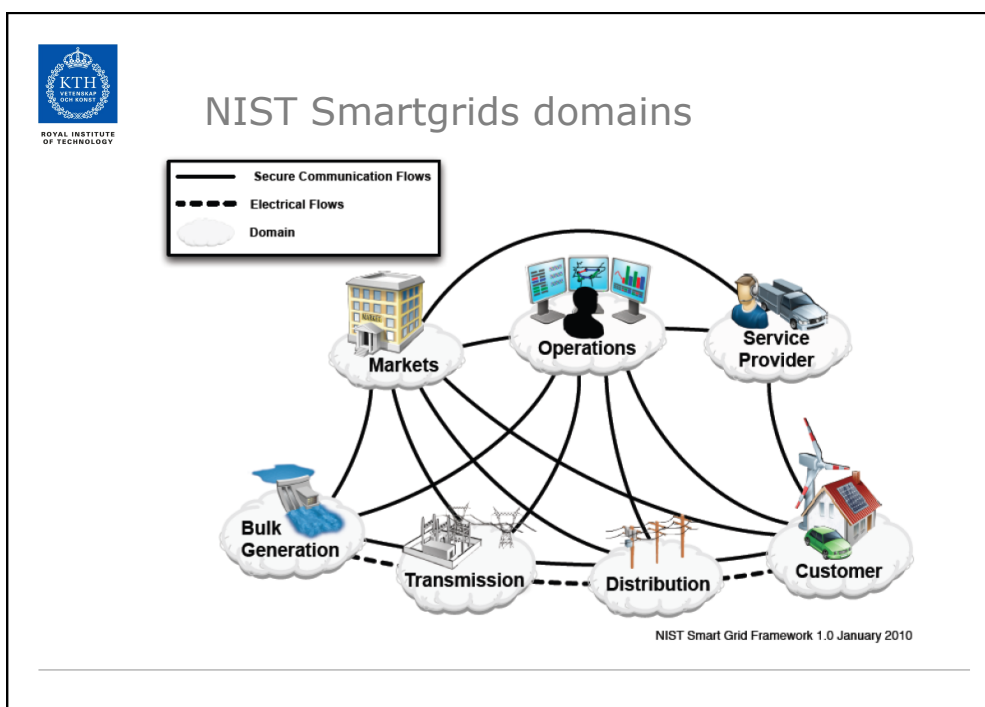 KTH
VETENSKAP
OCH KONST
ROYAL INSTITUTE
OF TECHNOLOGY
NIST Smartgrids domains
Secure Communication Flows
Electrical Flows
Domain
MARKET
Markets
Operations
Service
Provider
Bulk
Generation
Transmission
Distribution
Customer
NIST Smart Grid Framework 1.0 January 2010